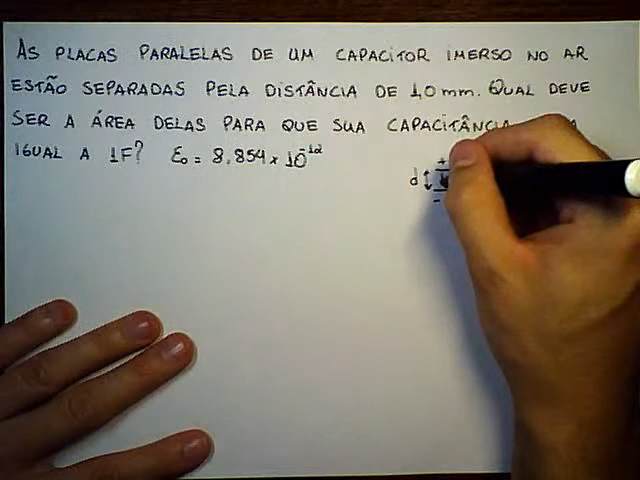 AS PLACAS PARALELAS DE UM CAPACITOR IMERSO NO AR
ESTÃO SEPARADAS PELA DISTÂNCIA DE 1,0 mm. QUAL DEVE
SER A ÁREA DELAS PARA QUE SUA CAPACITÂNCIA
IGUAL A 1F? ε₀ = 8,854 × 10⁻¹²
+
d
-